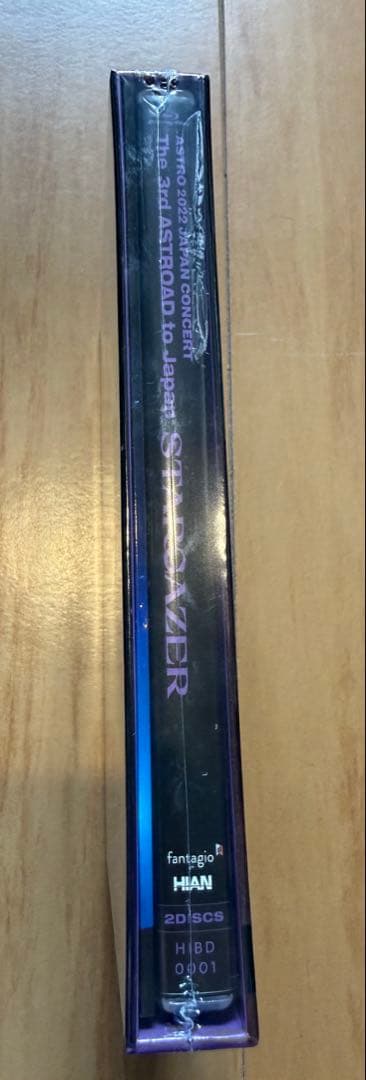 ASTRO 2022 JAPAN CONCERT
The 3rd ASTROAD to Japan STARGAZER
fantagio
HIAN
2DISCS
HIBD
0001